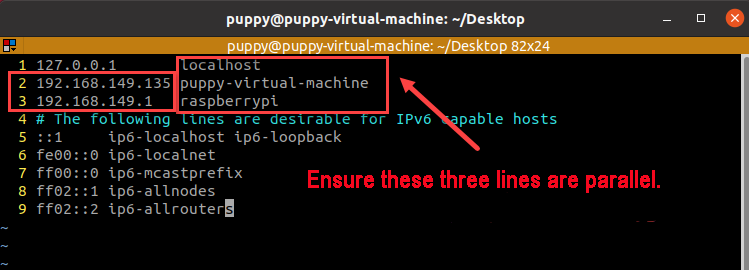 puppy@puppy-virtual-machine: ~/Desktop
puppy@puppy-virtual-machine: ~/Desktop 82x24
1 127.0.0.1 localhost
2 192.168.149.135 puppy-virtual-machine
3 192.168.149.1 raspberrypi
4 # The following lines are desirable for IPv6 capable hosts
5 ::1 ip6-localhost ip6-loopback
6 fe00::0 ip6-localnet
7 ff00::0 ip6-mcastprefix
8 ff02::1 ip6-allnodes
9 ff02::2 ip6-allrouters
~
~
~
Ensure these three lines are parallel.